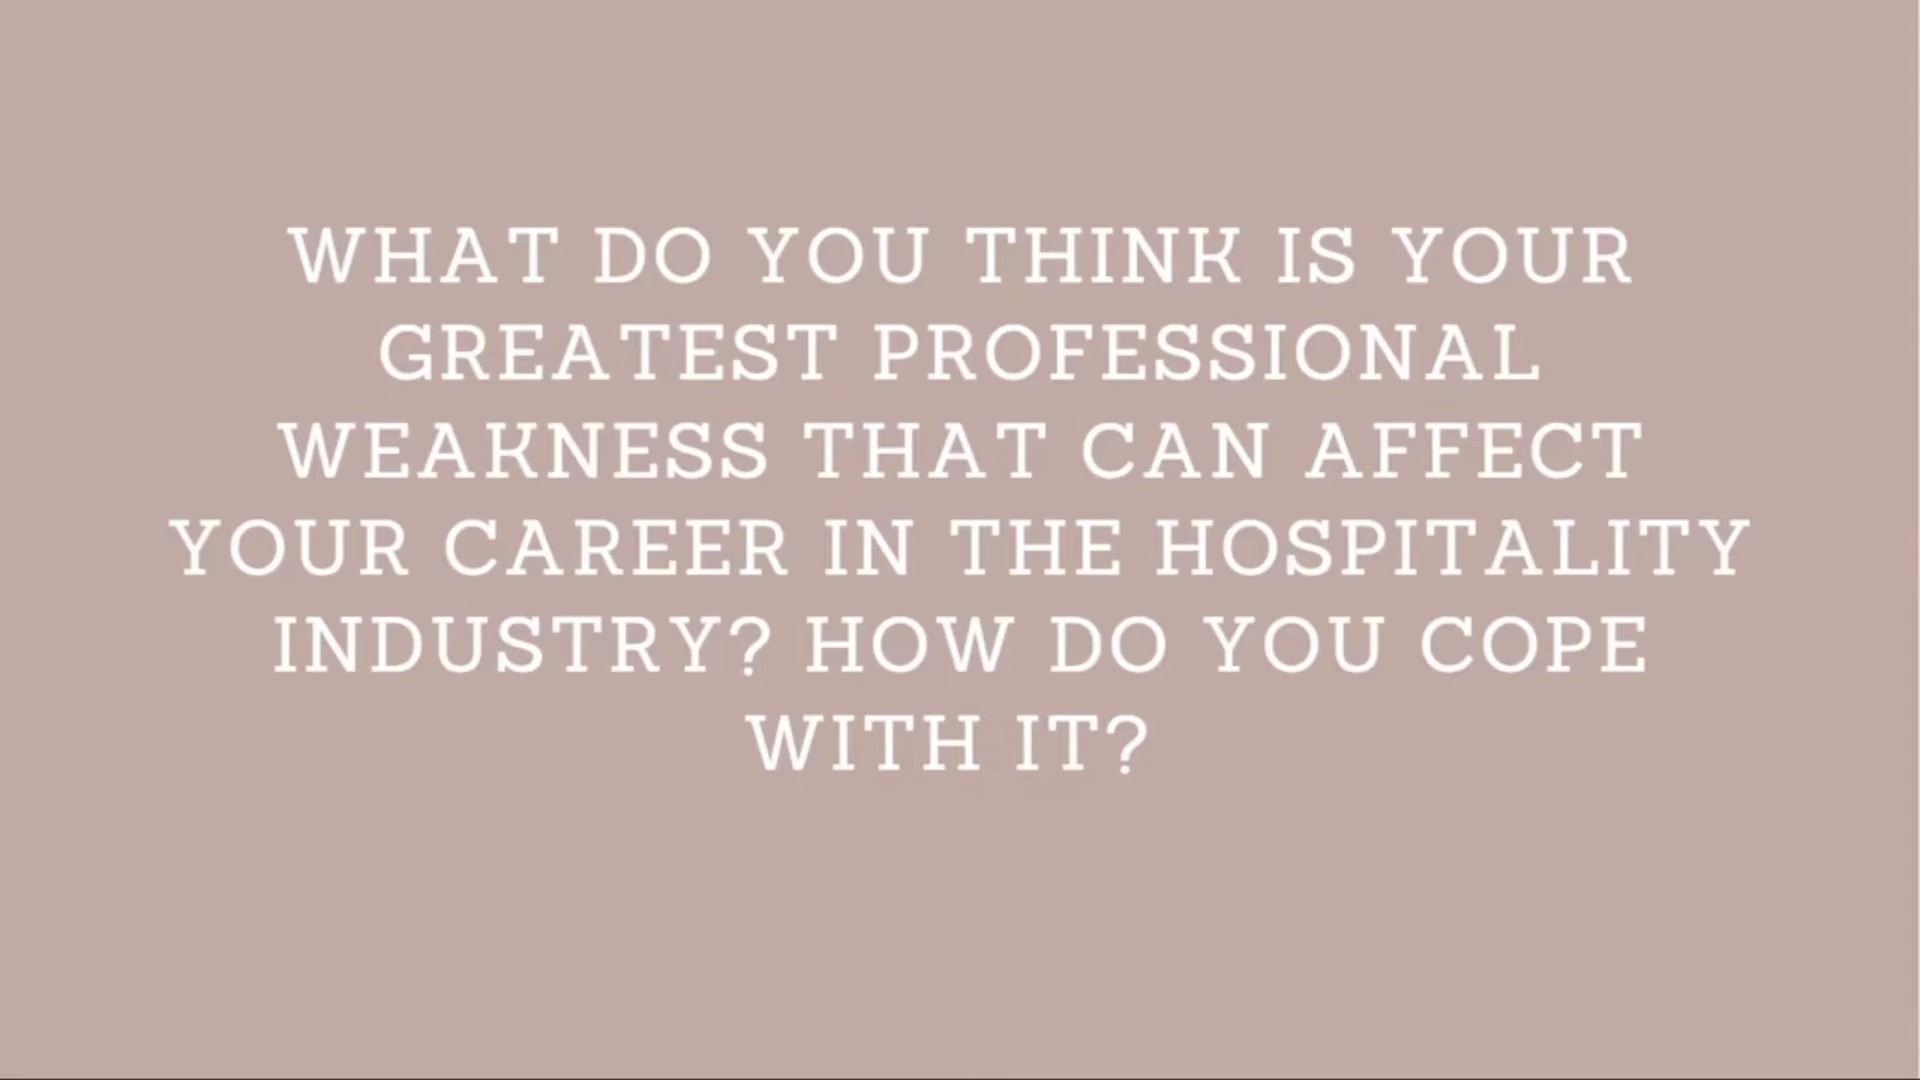 WHAT DO YOU THINK IS YOUR
GREATEST PROFESSIONAL
WEAKNESS THAT CAN AFFECT
YOUR CAREER IN THE HOSPITALITY
INDUSTRY? HOW DO YOU COPE
WITH IT?